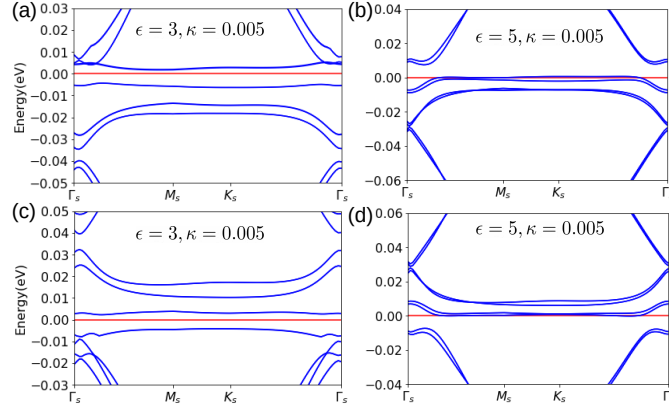 (a)
ϵ = 3, κ = 0.005
Energy(eV)
0.03
0.02
0.01
0.00
−0.01
−0.02
−0.03
−0.04
−0.05
Γs Ms Ks Γs
(b)
ϵ = 5, κ = 0.005
0.04
0.02
0.00
−0.02
−0.04
−0.06
Γs Ms Ks Γ
(c)
ϵ = 3, κ = 0.005
Energy(eV)
0.05
0.04
0.03
0.02
0.01
0.00
−0.01
−0.02
−0.03
Γs Ms Ks Γs
(d)
ϵ = 5, κ = 0.005
0.06
0.04
0.02
0.00
−0.02
−0.04
Γs Ms Ks Γ